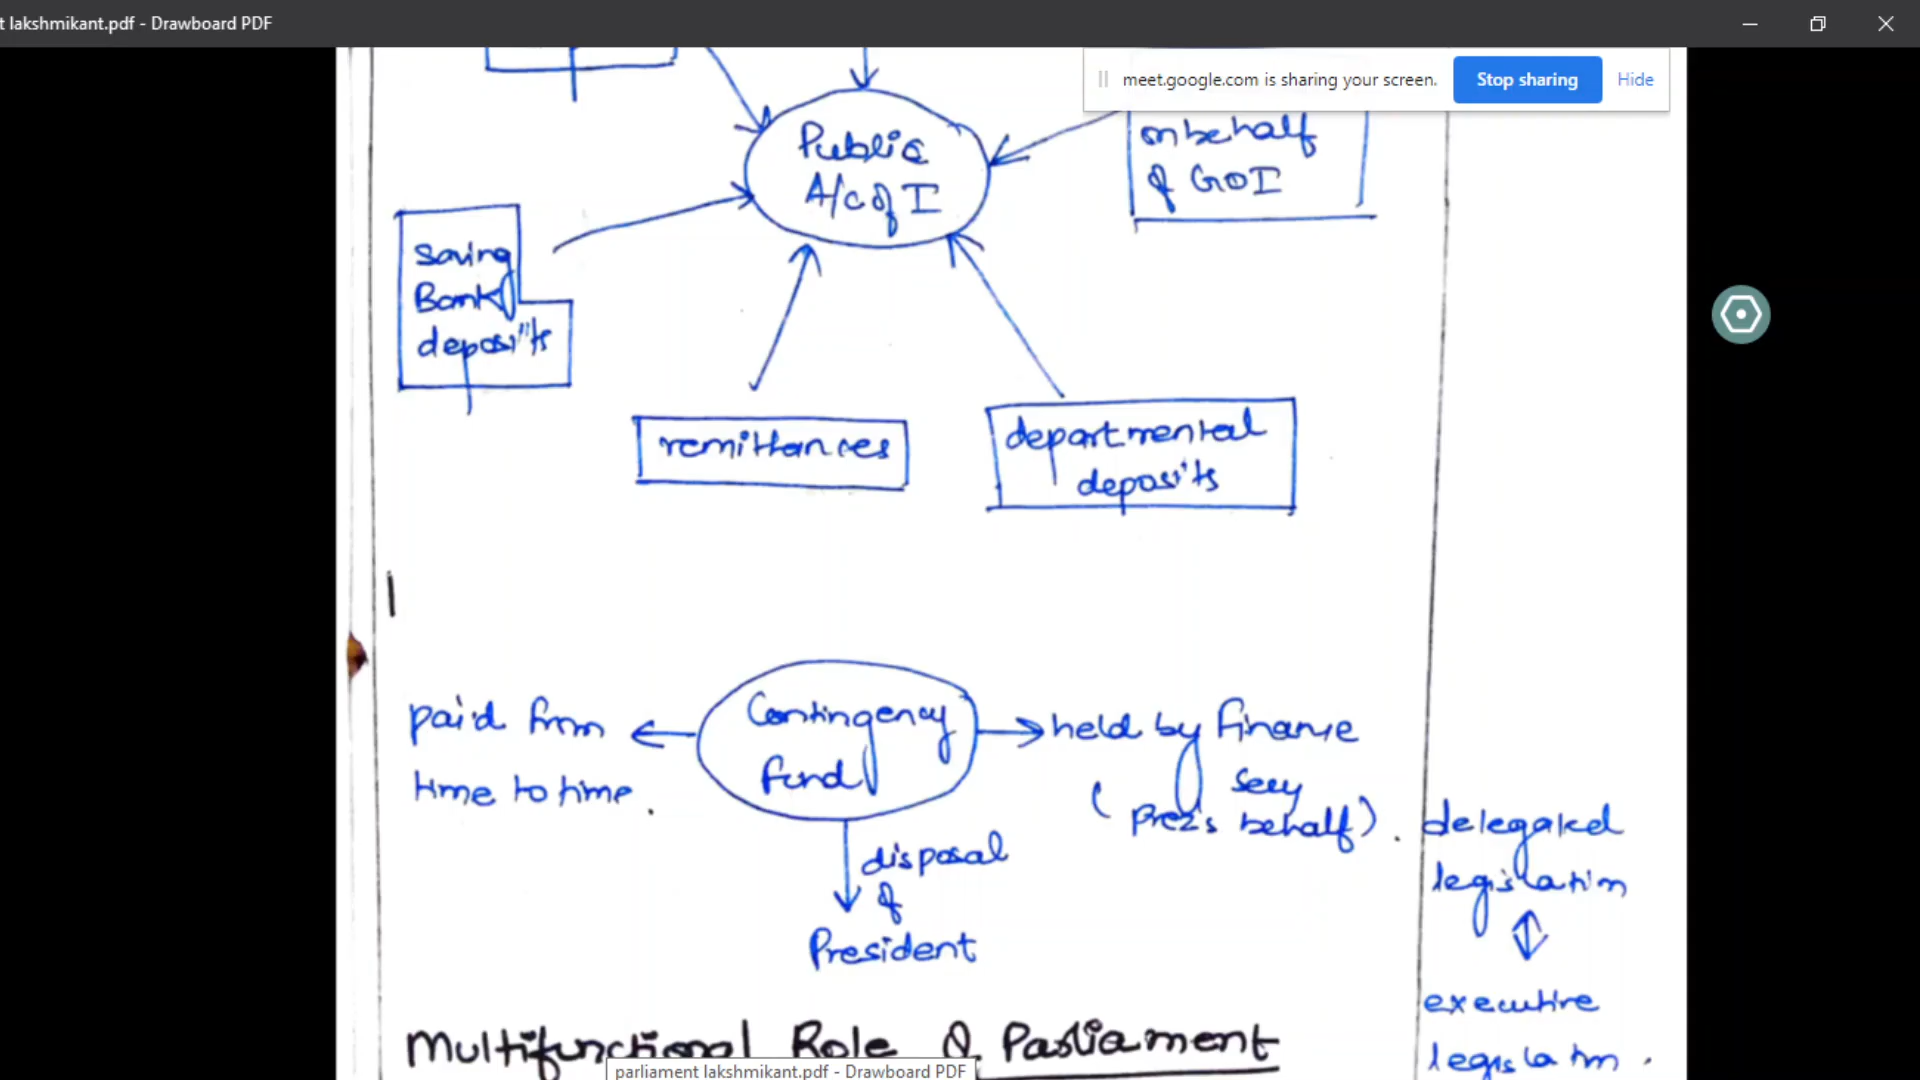 t lakshmikant.pdf - Drawboard PDF
meet.google.com is sharing your screen.
Stop sharing
Hide
Public
A/c of I
on behalf
of GOI
Saving
Bank
deposits
remittances
departmental
deposits
paid from
time to time.
Contingency
fund
held by Finance
Secy
(Prez's behalf).
disposal
of
President
delegated
legislation
executive
legislatn.
Multifunctional Role of Parliament
parliament lakshmikant.pdf - Drawboard PDF